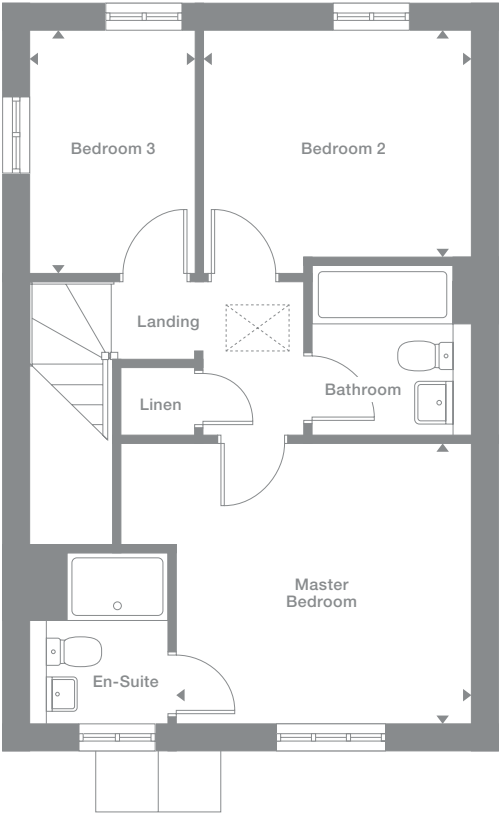 Bedroom 3
Bedroom 2
Landing
Linen
Bathroom
Master
Bedroom
En-Suite